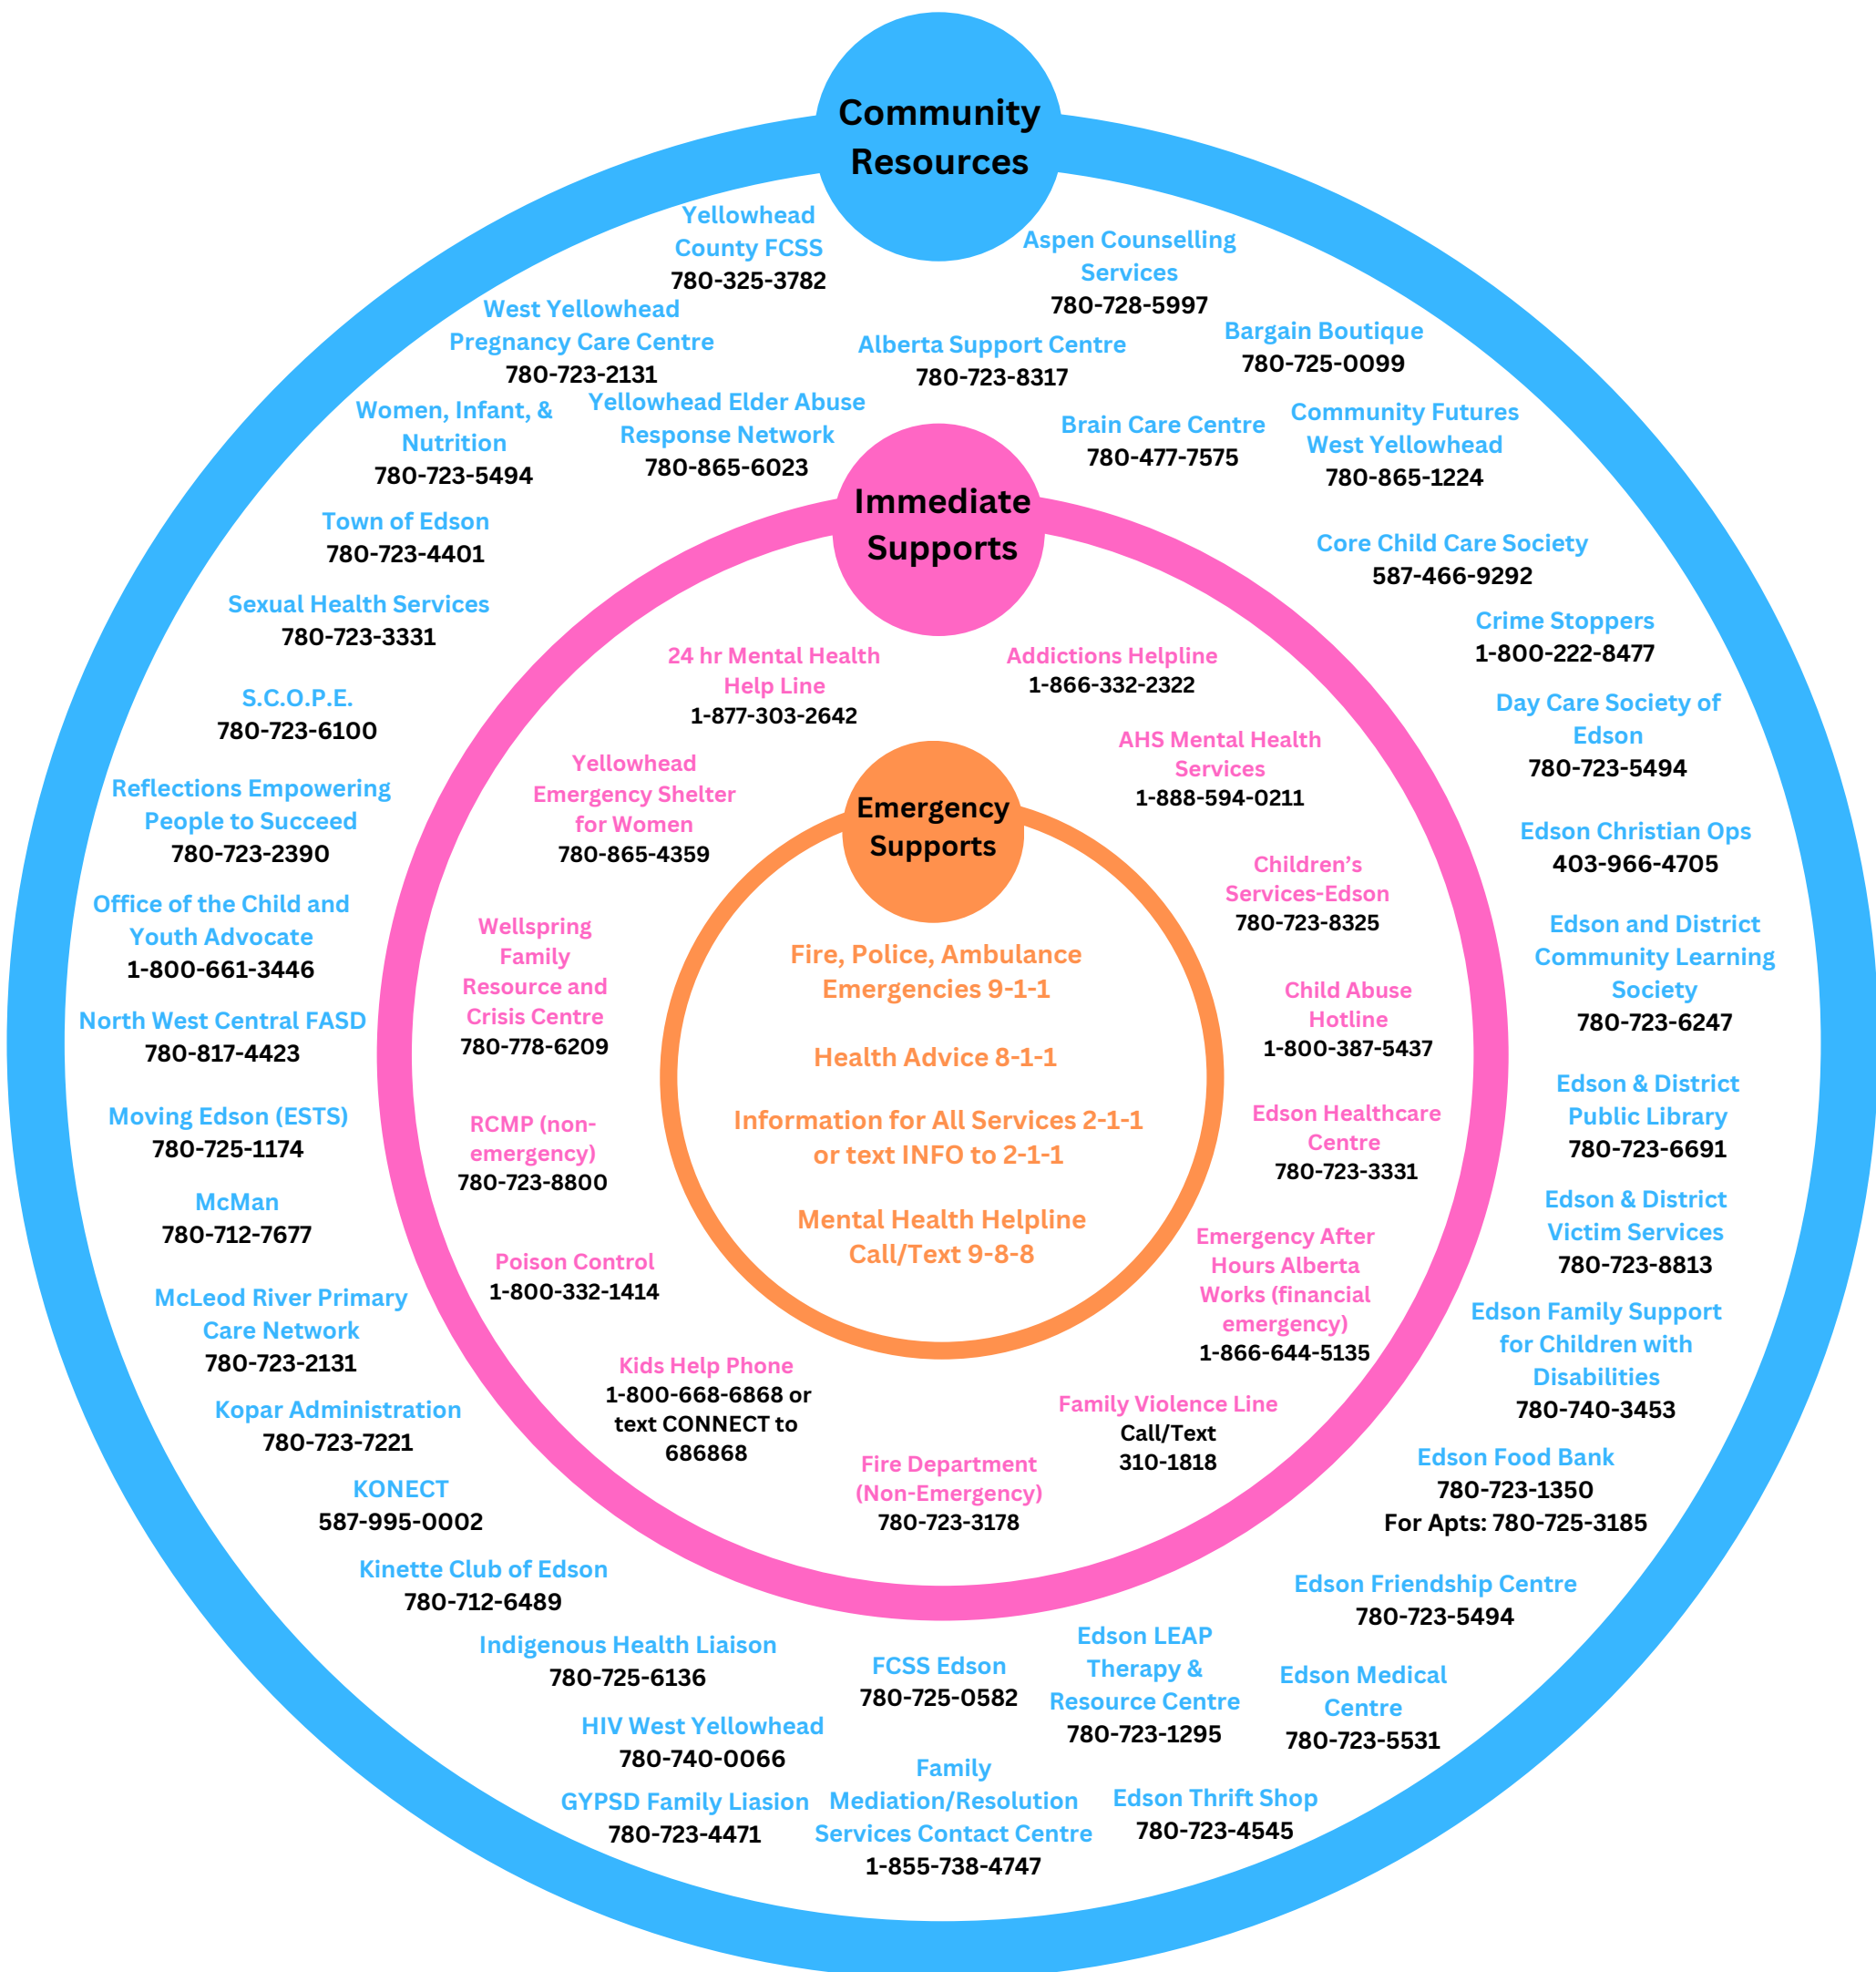 Community
Resources
Yellowhead
County FCSS
780-325-3782
Aspen Counselling
Services
780-728-5997
West Yellowhead
Pregnancy Care Centre
780-723-2131
Alberta Support Centre
780-723-8317
Bargain Boutique
780-725-0099
Women, Infant, &
Nutrition
780-723-5494
Yellowhead Elder Abuse
Response Network
780-865-6023
Brain Care Centre
780-477-7575
Community Futures
West Yellowhead
780-865-1224
Town of Edson
780-723-4401
Core Child Care Society
587-466-9292
Sexual Health Services
780-723-3331
Crime Stoppers
1-800-222-8477
S.C.O.P.E.
780-723-6100
Day Care Society of
Edson
780-723-5494
Reflections Empowering
People to Succeed
780-723-2390
Edson Christian Ops
403-966-4705
Office of the Child and
Youth Advocate
1-800-661-3446
Edson and District
Community Learning
Society
780-723-6247
North West Central FASD
780-817-4423
Edson & District
Public Library
780-723-6691
Moving Edson (ESTS)
780-725-1174
Edson & District
Victim Services
780-723-8813
McMan
780-712-7677
Edson Family Support
for Children with
Disabilities
780-740-3453
McLeod River Primary
Care Network
780-723-2131
Edson Food Bank
780-723-1350
For Apts: 780-725-3185
Kopar Administration
780-723-7221
KONECT
587-995-0002
Edson Friendship Centre
780-723-5494
Kinette Club of Edson
780-712-6489
Indigenous Health Liaison
780-725-6136
FCSS Edson
780-725-0582
Edson LEAP
Therapy &
Resource Centre
780-723-1295
Edson Medical
Centre
780-723-5531
HIV West Yellowhead
780-740-0066
GYPSD Family Liasion
780-723-4471
Family
Mediation/Resolution
Services Contact Centre
1-855-738-4747
Edson Thrift Shop
780-723-4545
Immediate
Supports
24 hr Mental Health
Help Line
1-877-303-2642
Addictions Helpline
1-866-332-2322
Yellowhead
Emergency Shelter
for Women
780-865-4359
AHS Mental Health
Services
1-888-594-0211
Children’s
Services-Edson
780-723-8325
Wellspring
Family
Resource and
Crisis Centre
780-778-6209
Child Abuse
Hotline
1-800-387-5437
RCMP (non-
emergency)
780-723-8800
Edson Healthcare
Centre
780-723-3331
Poison Control
1-800-332-1414
Emergency After
Hours Alberta
Works (financial
emergency)
1-866-644-5135
Kids Help Phone
1-800-668-6868 or
text CONNECT to
686868
Family Violence Line
Call/Text
310-1818
Fire Department
(Non-Emergency)
780-723-3178
Emergency
Supports
Fire, Police, Ambulance
Emergencies 9-1-1
Health Advice 8-1-1
Information for All Services 2-1-1
or text INFO to 2-1-1
Mental Health Helpline
Call/Text 9-8-8